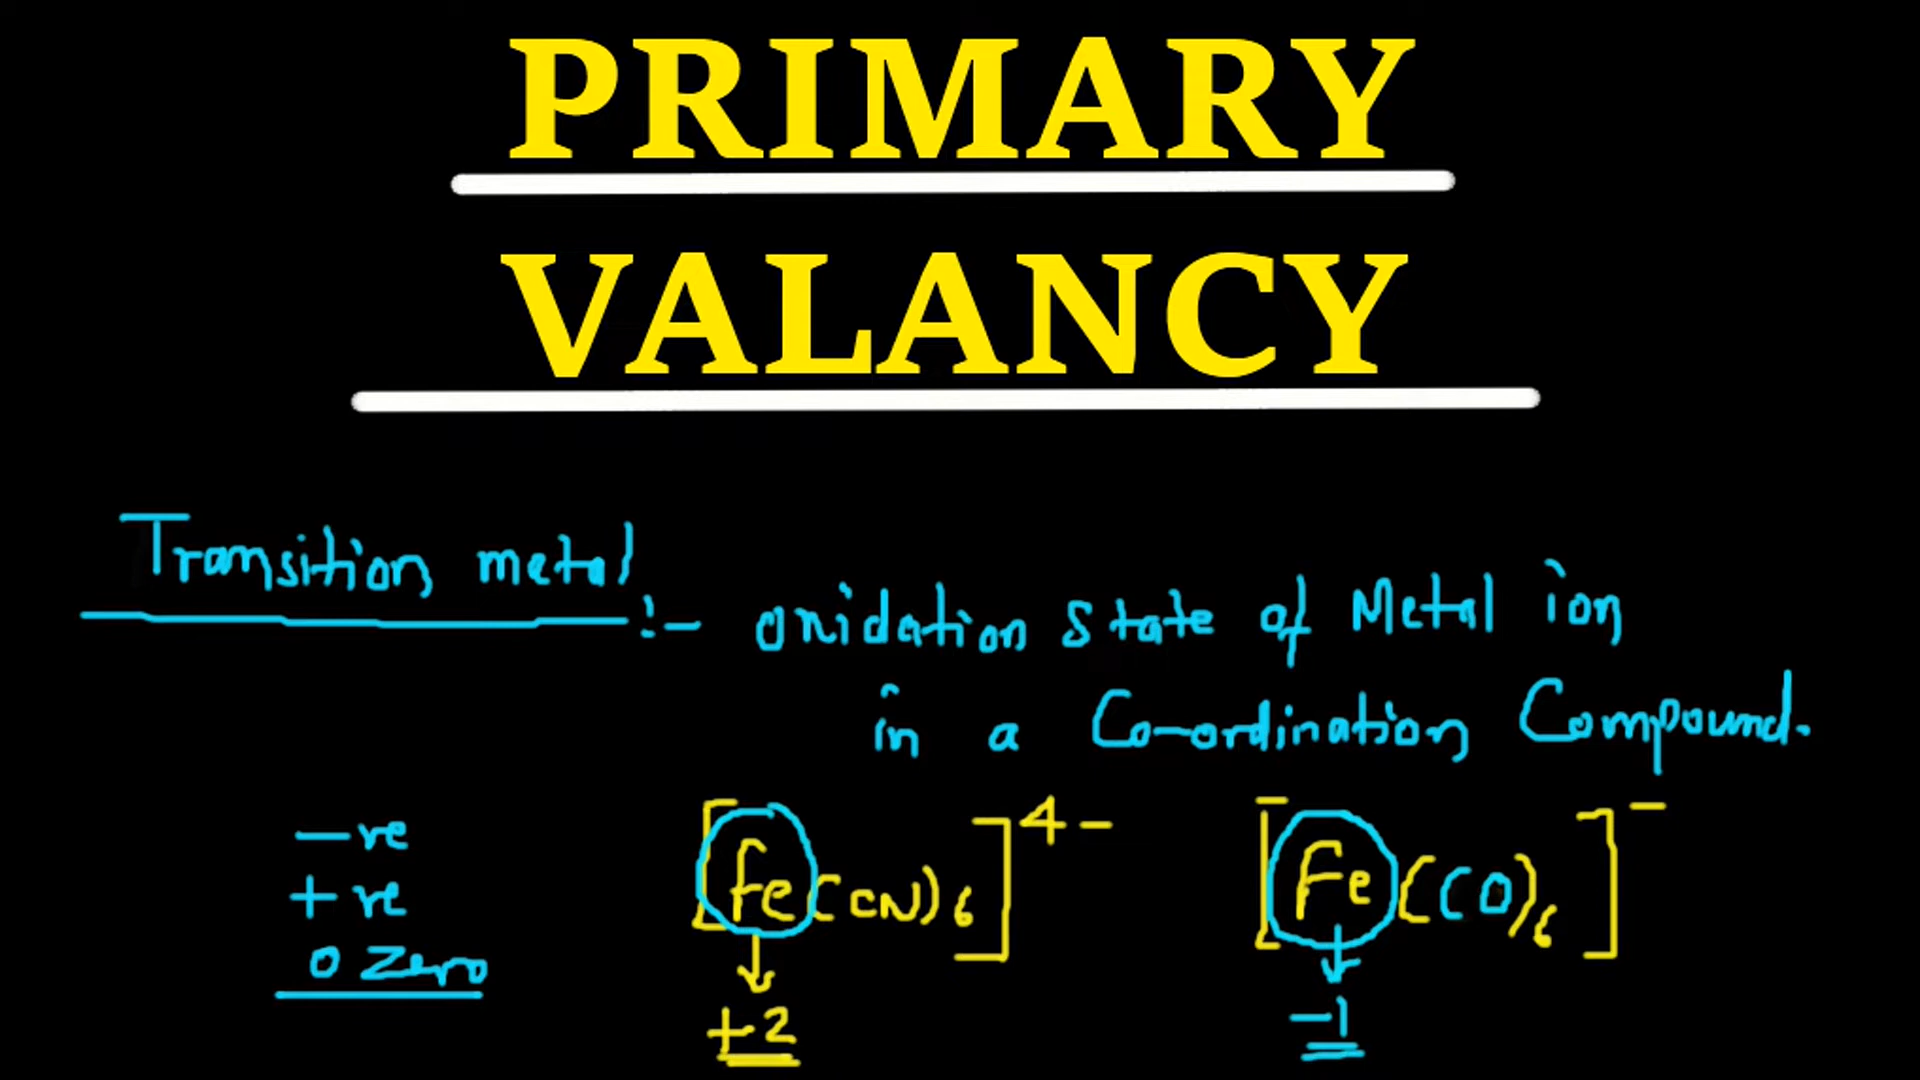 PRIMARY
VALANCY
Transition metal :- oxidation state of Metal ion
in a Co-ordination Compound.
-ve
+ve
0 Zero
[Fe(CN)6]4-
+2
[Fe(CO)6]-
-1